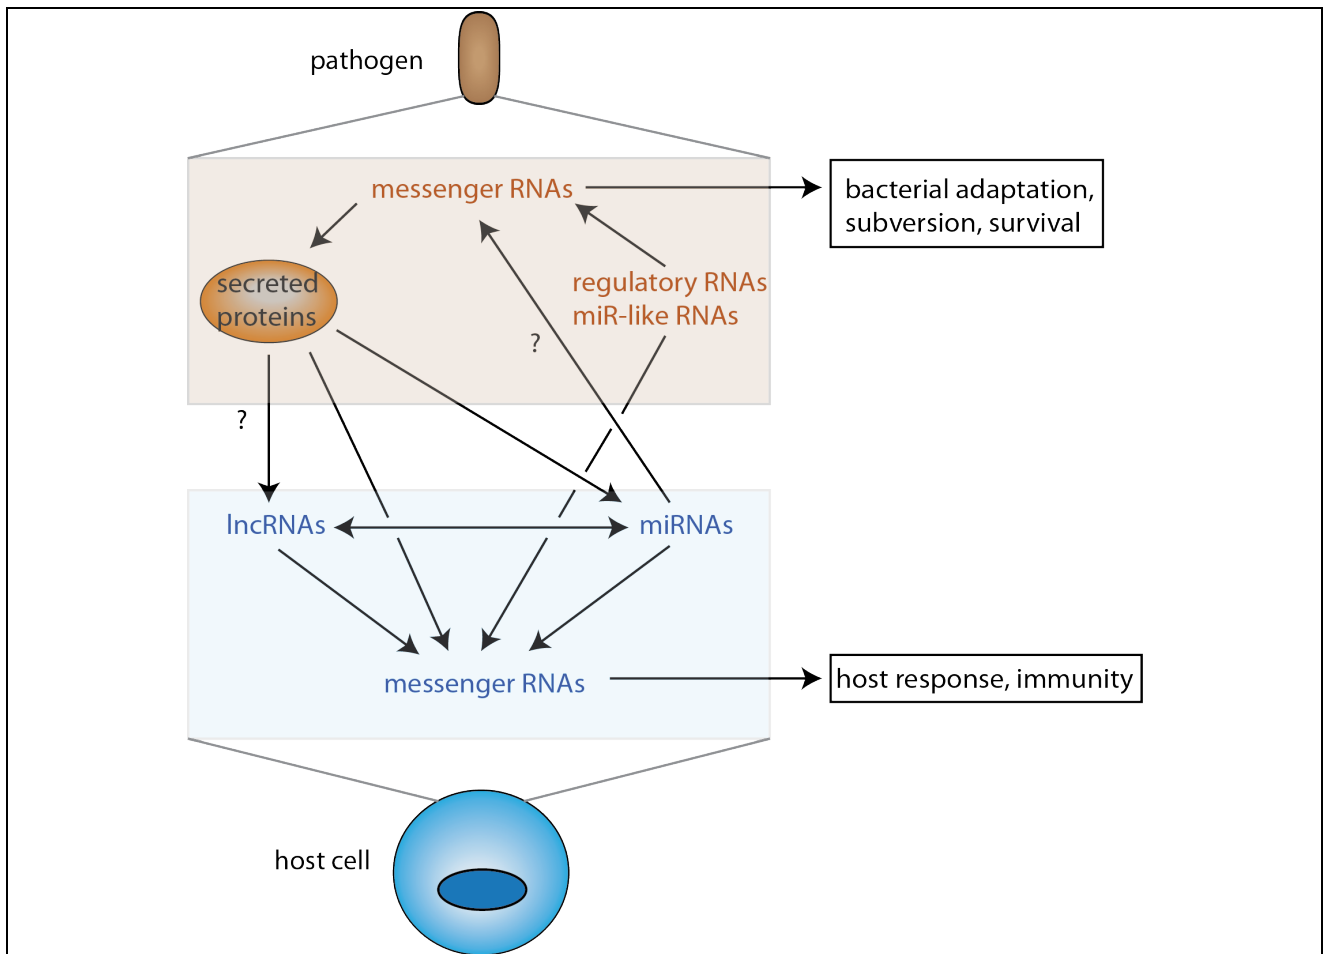 pathogen
messenger RNAs
bacterial adaptation,
subversion, survival
secreted
proteins
regulatory RNAs
miR-like RNAs
?
?
lncRNAs
miRNAs
messenger RNAs
host response, immunity
host cell